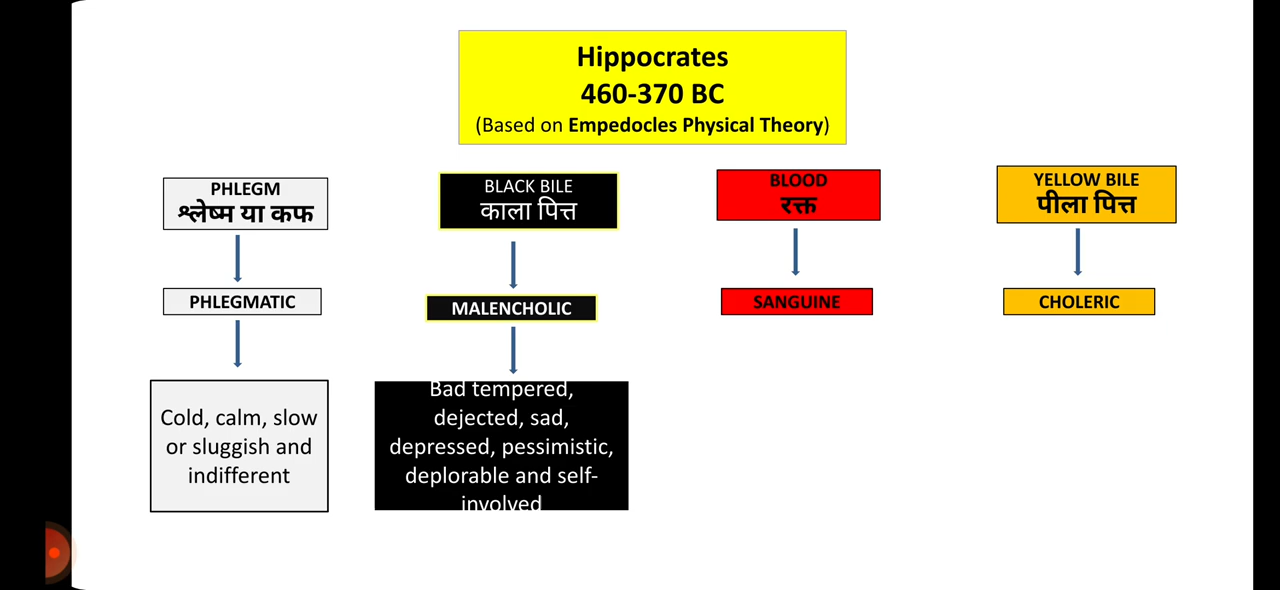 Hippocrates
460-370 BC
(Based on Empedocles Physical Theory)
PHLEGM
श्लेष्म या कफ
BLACK BILE
काला पित्त
BLOOD
रक्त
YELLOW BILE
पीला पित्त
PHLEGMATIC
MALENCHOLIC
SANGUINE
CHOLERIC
Cold, calm, slow
or sluggish and
indifferent
Bad tempered,
dejected, sad,
depressed, pessimistic,
deplorable and self-
involved